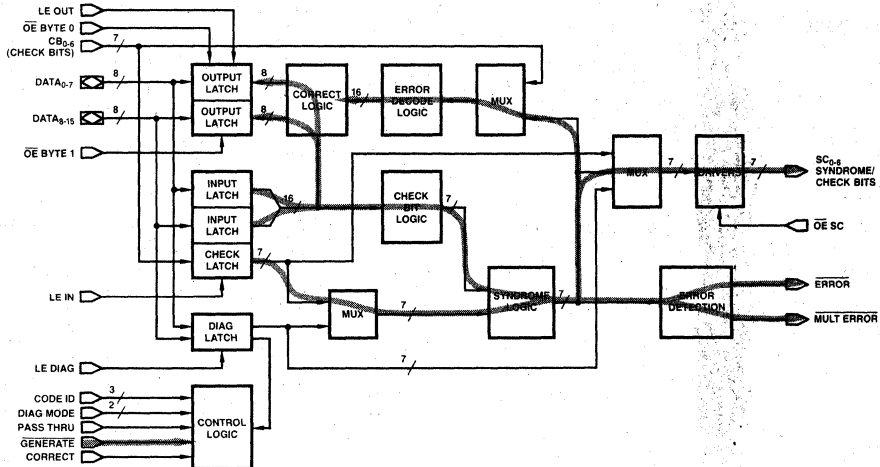 LE OUT
OE BYTE 0
CB0-6
(CHECK BITS)
7
DATA0-7
8
DATA8-15
8
OE BYTE 1
OUTPUT
LATCH
OUTPUT
LATCH
8
8
CORRECT
LOGIC
16
ERROR
DECODE
LOGIC
MUX
INPUT
LATCH
INPUT
LATCH
CHECK
LATCH
16
7
CHECK
BIT
LOGIC
7
MUX
7
DRIVERS
7
SC0-6
SYNDROME/
CHECK BITS
OE SC
LE IN
MUX
7
SYNDROME
LOGIC
7
ERROR
DETECTION
ERROR
MULT ERROR
DIAG
LATCH
7
LE DIAG
CODE ID
3
DIAG MODE
2
PASS THRU
GENERATE
CORRECT
CONTROL
LOGIC